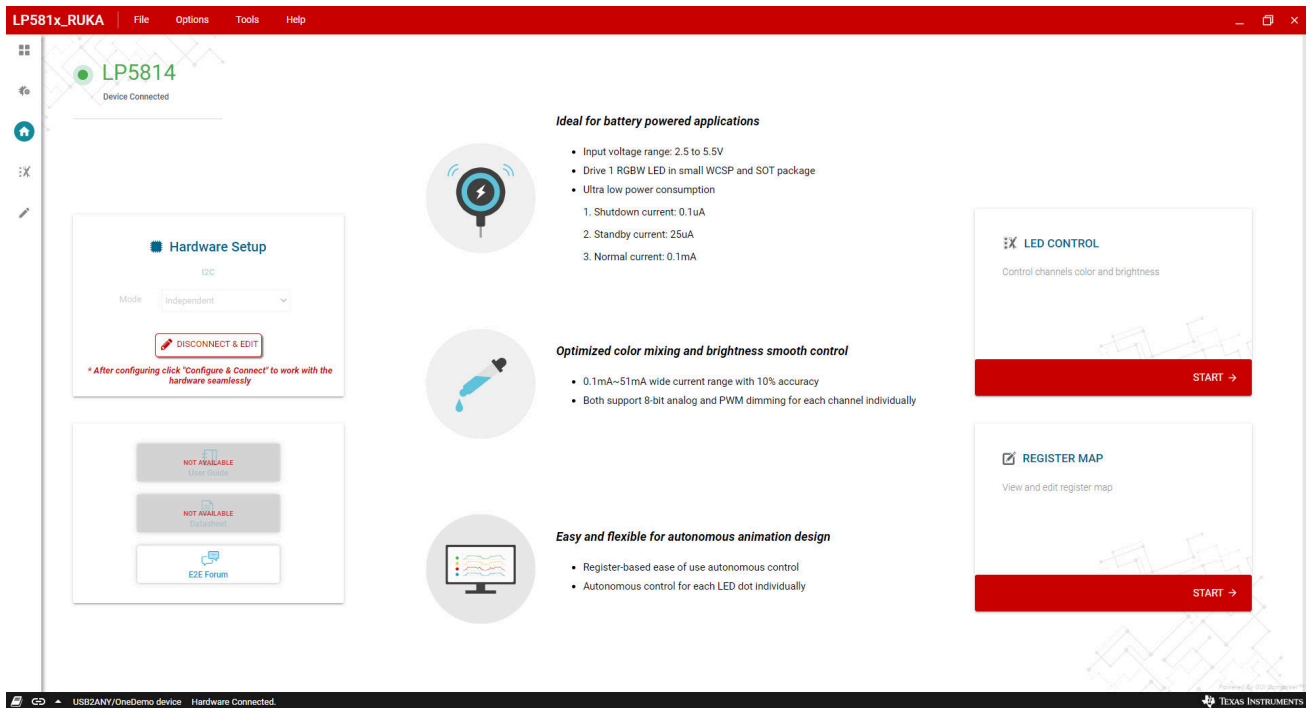 LP581x_RUKA File Options Tools Help
LP5814
Device Connected
Hardware Setup
I2C
Mode Independent
DISCONNECT & EDIT
* After configuring click "Configure & Connect" to work with the
hardware seamlessly
NOT AVAILABLE
User Guide
NOT AVAILABLE
Datasheet
E2E Forum
Ideal for battery powered applications
• Input voltage range: 2.5 to 5.5V
• Drive 1 RGBW LED in small WCSP and SOT package
• Ultra low power consumption
1. Shutdown current: 0.1uA
2. Standby current: 25uA
3. Normal current: 0.1mA
Optimized color mixing and brightness smooth control
• 0.1mA~51mA wide current range with 10% accuracy
• Both support 8-bit analog and PWM dimming for each channel individually
Easy and flexible for autonomous animation design
• Register-based ease of use autonomous control
• Autonomous control for each LED dot individually
LED CONTROL
Control channels color and brightness
START →
REGISTER MAP
View and edit register map
START →
Powered By GUI Composer™
USB2ANY/OneDemo device Hardware Connected.
TEXAS INSTRUMENTS